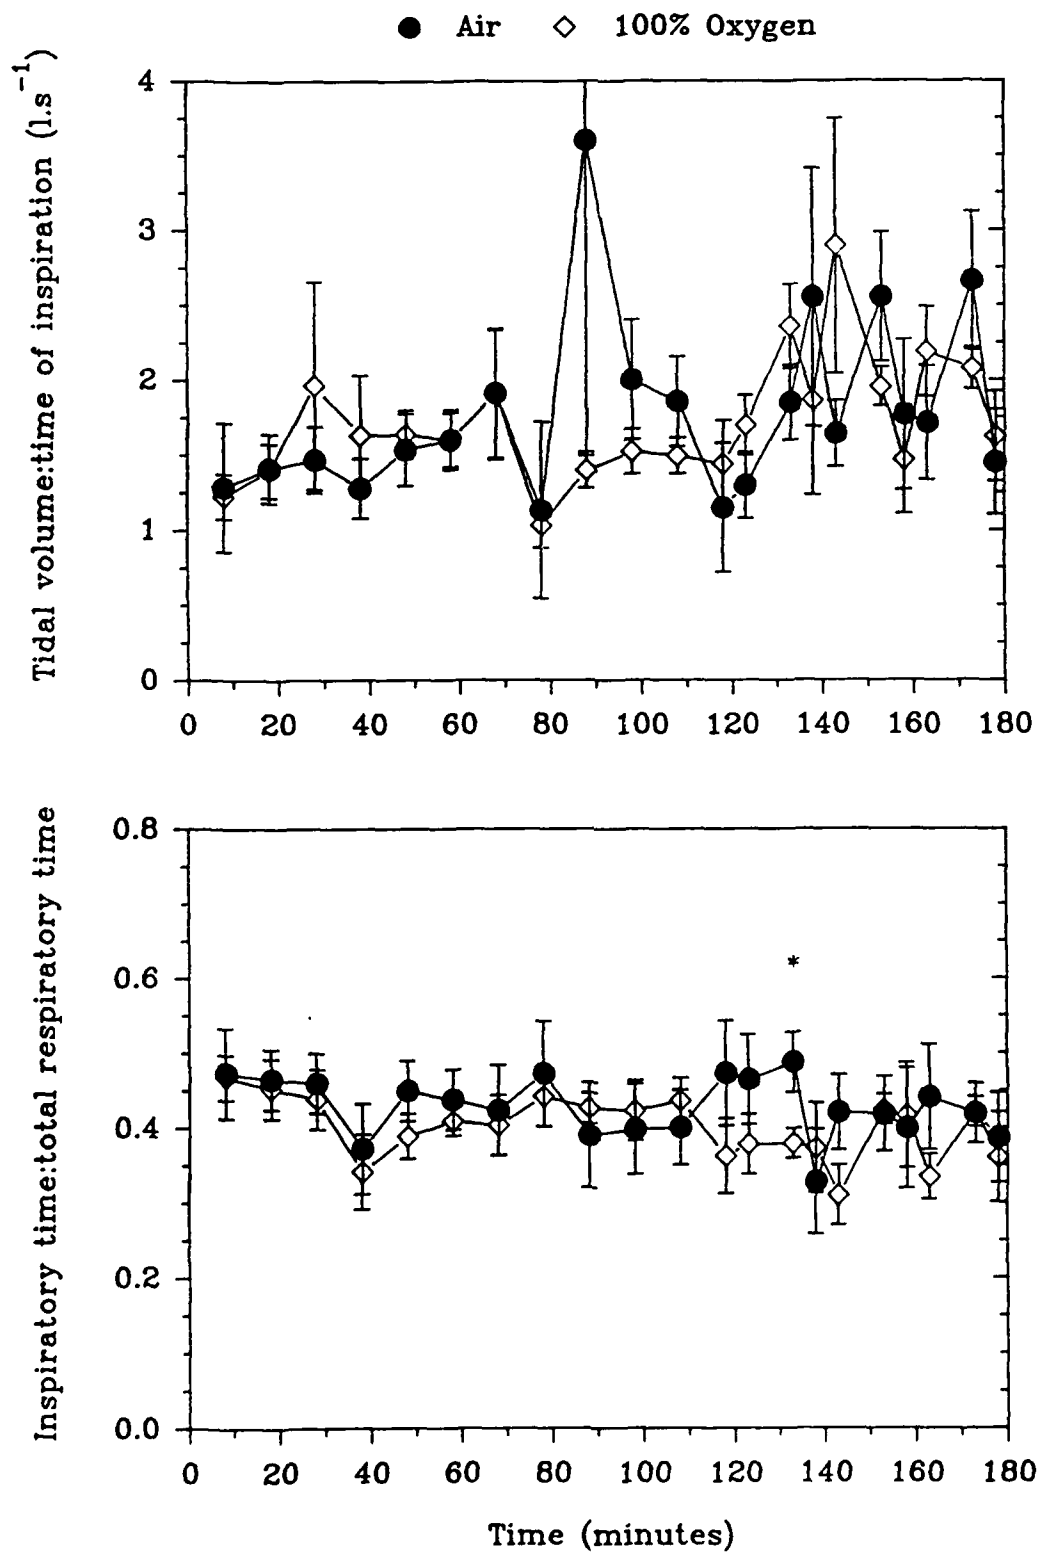 Air 100% Oxygen
Tidal volume:time of inspiration (l.s⁻¹)
4
3
2
1
0
0 20 40 60 80 100 120 140 160 180
Inspiratory time:total respiratory time
0.8
*
0.6
0.4
0.2
0.0
0 20 40 60 80 100 120 140 160 180
Time (minutes)